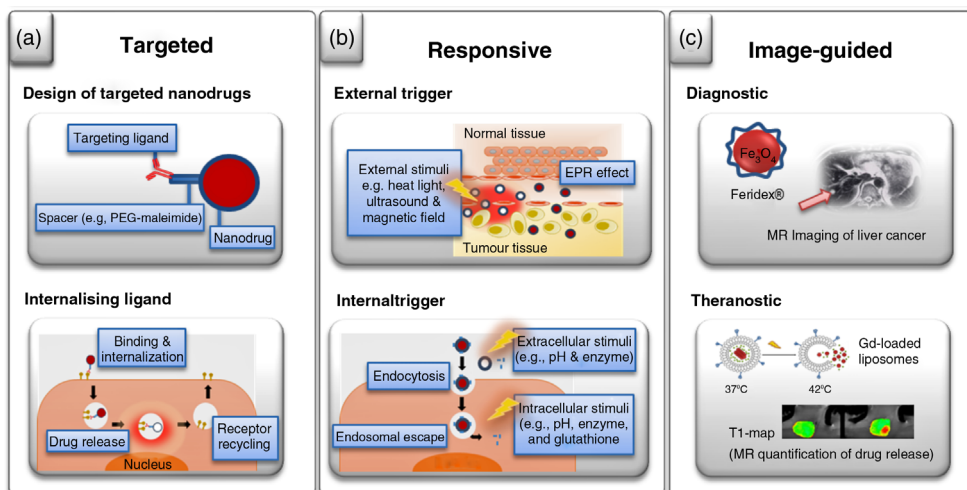 (a)
Targeted
Design of targeted nanodrugs
Targeting ligand
Spacer (e.g, PEG-maleimide)
Nanodrug
Internalising ligand
Binding &
internalization
Drug release
Receptor
recycling
Nucleus
(b)
Responsive
External trigger
Normal tissue
External stimuli
e.g. heat light,
ultrasound &
magnetic field
EPR effect
Tumour tissue
Internaltrigger
Extracellular stimuli
(e.g., pH & enzyme)
Endocytosis
Intracellular stimuli
(e.g., pH, enzyme,
and glutathione
Endosomal escape
(c)
Image-guided
Diagnostic
Fe3O4
Feridex®
MR Imaging of liver cancer
Theranostic
Gd-loaded
liposomes
37°C
42°C
T1-map
(MR quantification of drug release)